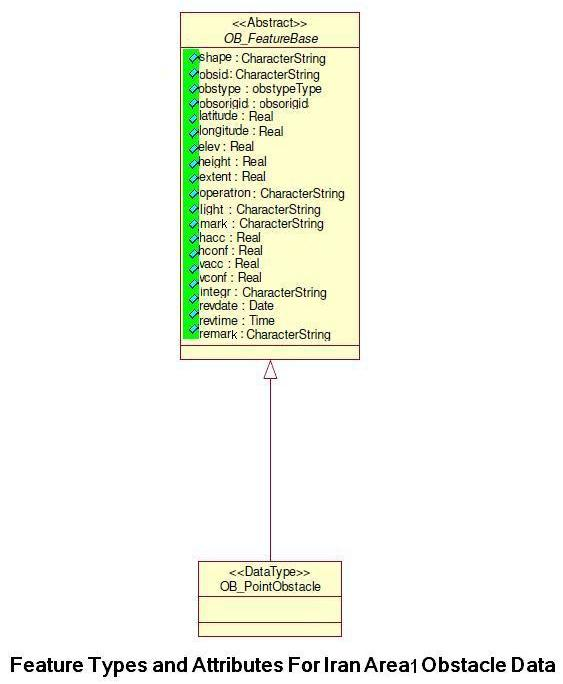 <<Abstract>>
OB_FeatureBase
shape : CharacterString
obsid: CharacterString
obstype : obstypeType
obsorigid : obsorigid
latitude : Real
longitude : Real
elev : Real
height : Real
extent : Real
operatron : CharacterString
light : CharacterString
mark : CharacterString
hacc : Real
hconf : Real
vacc : Real
vconf : Real
integr : CharacterString
revdate : Date
revtime : Time
remark : CharacterString
<<DataType>>
OB_PointObstacle
Feature Types and Attributes For Iran Area1 Obstacle Data